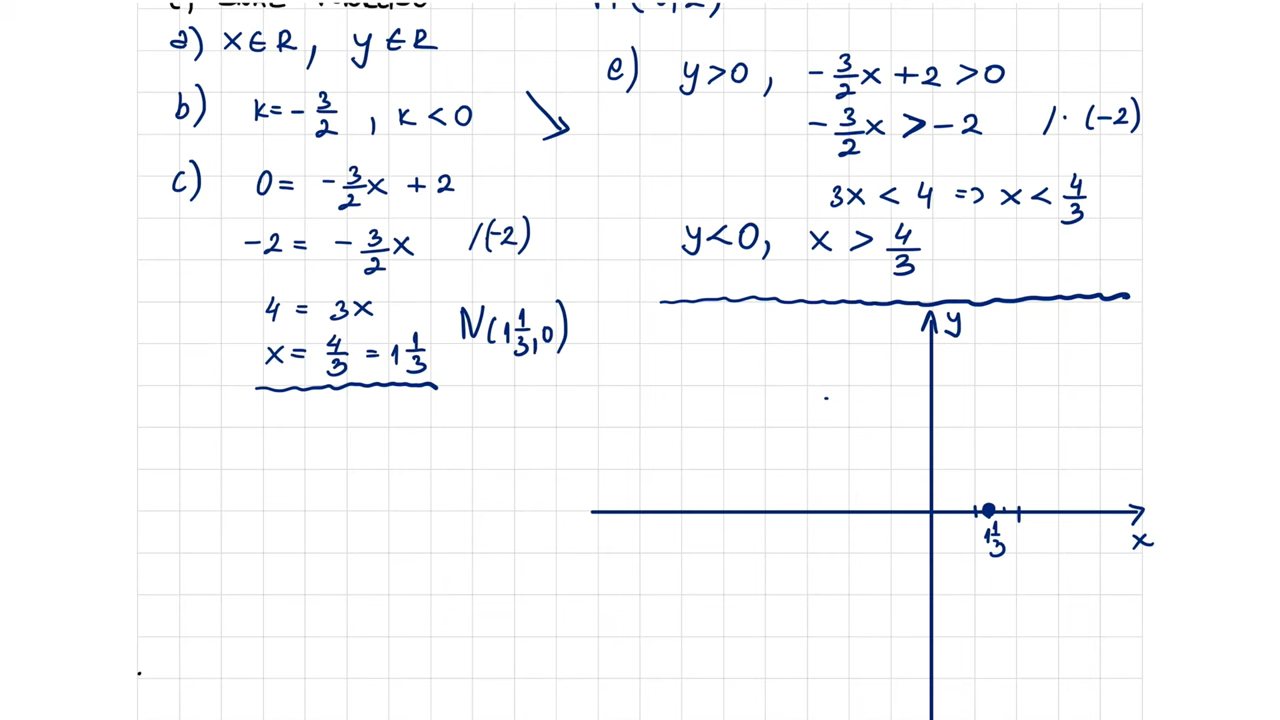 a) x ∈ R, y ∈ R
b) k = -3/2, k < 0
c) 0 = -3/2x + 2
-2 = -3/2x /(-2)
4 = 3x
x = 4/3 = 1 1/3
N(1 1/3, 0)
e) y > 0, -3/2x + 2 > 0
-3/2x > -2 /· (-2)
3x < 4 => x < 4/3
y < 0, x > 4/3
y
1 1/3
x